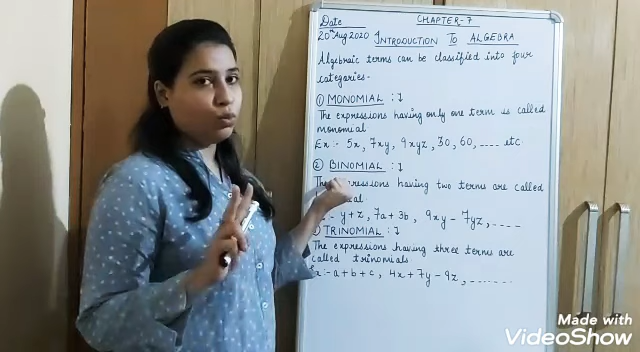 Date
CHAPTER-7
20th Aug 2020 INTRODUCTION TO ALGEBRA
Algebraic terms can be classified into four
categories-
① MONOMIAL :↴
The expressions having only one term is called
monomial
Ex:- 5x, 7xy, 9xyz, 30, 60, ---- etc
② BINOMIAL :↴
expressions having two terms are called
- y+z, 7a+3b, 9xy-7yz, ----
TRINOMIAL :↴
The expressions having three terms are
called trinomials
Ex:- a+b+c, 4x+7y-9z, -------
Made with
VideoShow